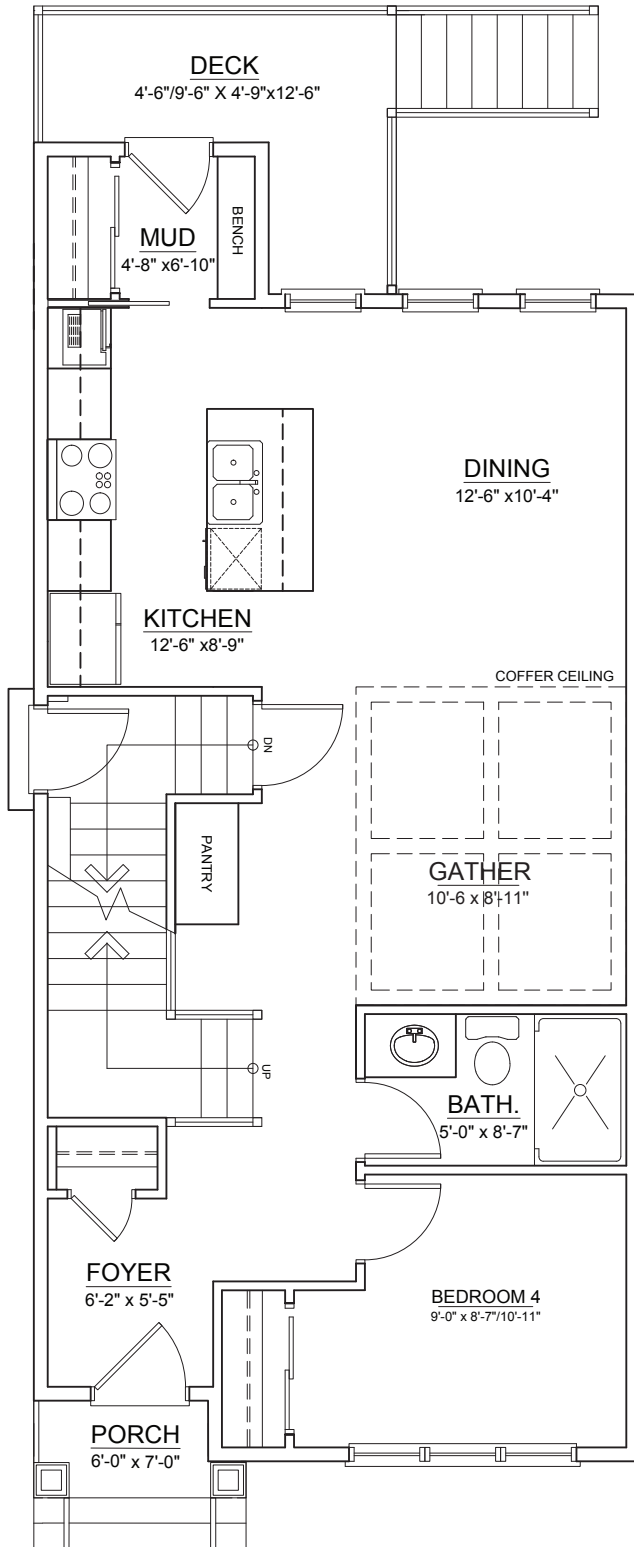 DECK
4'-6"/9'-6" X 4'-9"x12'-6"
BENCH
MUD
4'-8" x6'-10"
DINING
12'-6" x10'-4"
KITCHEN
12'-6" x8'-9"
COFFER CEILING
DN
PANTRY
GATHER
10'-6 x 8'-11"
UP
BATH.
5'-0" x 8'-7"
FOYER
6'-2" x 5'-5"
BEDROOM 4
9'-0" x 8'-7"/10'-11"
PORCH
6'-0" x 7'-0"